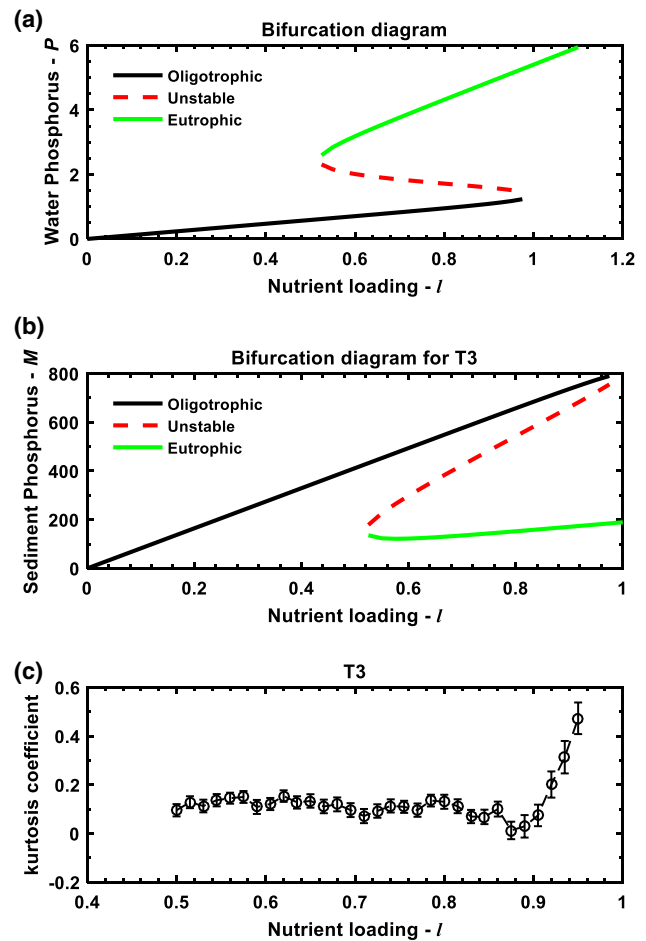 (a)
Bifurcation diagram
Water Phosphorus - P
6
4
2
0
Oligotrophic
Unstable
Eutrophic
0 0.2 0.4 0.6 0.8 1 1.2
Nutrient loading - l
(b)
Bifurcation diagram for T3
Sediment Phosphorus - M
800
600
400
200
0
Oligotrophic
Unstable
Eutrophic
0 0.2 0.4 0.6 0.8 1
Nutrient loading - l
(c)
T3
kurtosis coefficient
0.6
0.4
0.2
0
-0.2
0.4 0.5 0.6 0.7 0.8 0.9 1
Nutrient loading - l